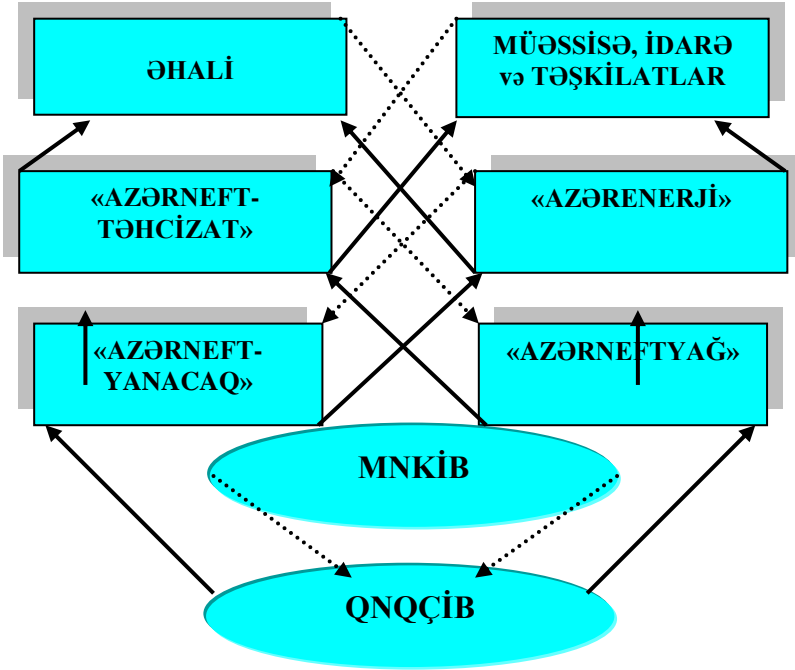 ƏHALİ
MÜƏSSİSƏ, İDARƏ
və TƏŞKİLATLAR
«AZƏRNEFT-
TƏHCİZAT»
«AZƏRENERJİ»
«AZƏRNEFT-
YANACAQ»
«AZƏRNEFTYAĞ»
MNKİB
QNQÇİB